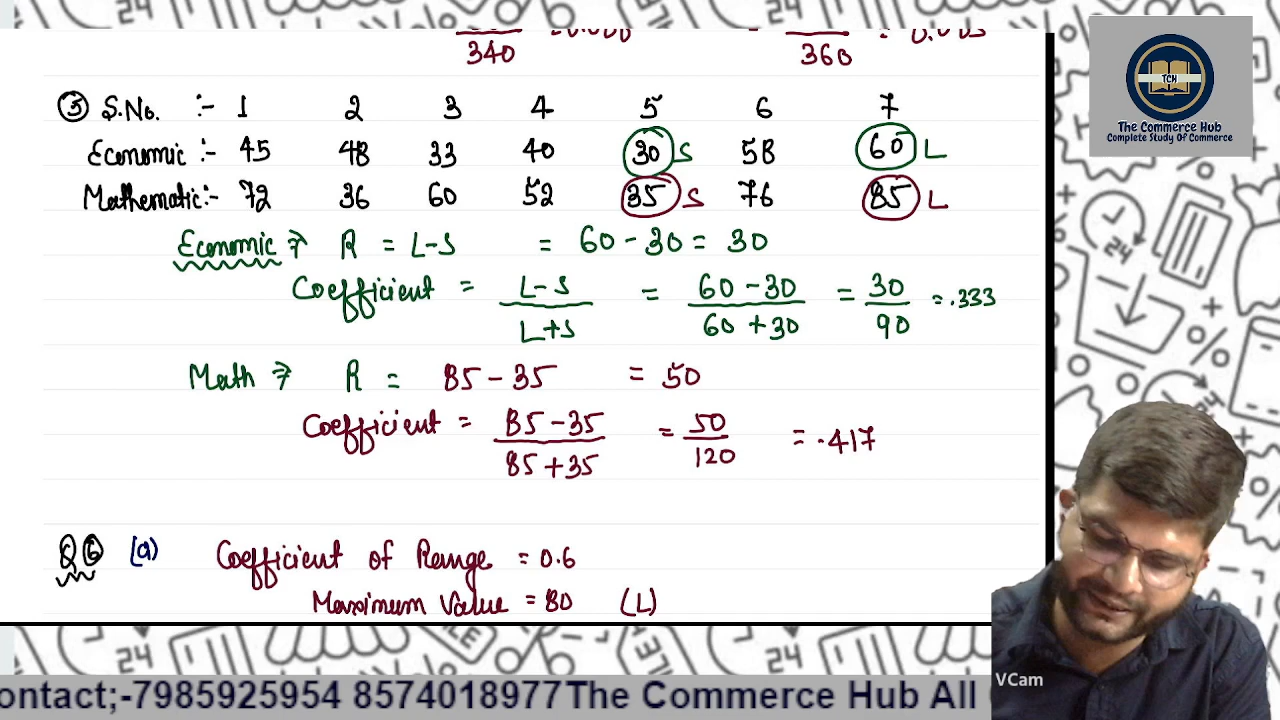 340 360
③ S.No. :- 1 2 3 4 5 6 7
Economic :- 45 48 33 40 30 S 58 60 L
Mathematic :- 72 36 60 52 35 S 76 85 L
Economic ⇒ R = L-S = 60 - 30 = 30
Coefficient = L-S / L+S = 60 - 30 / 60 + 30 = 30 / 90 = .333
Math ⇒ R = 85 - 35 = 50
Coefficient = 85 - 35 / 85 + 35 = 50 / 120 = .417
Q6 (a) Coefficient of Range = 0.6
Maximum Value = 80 (L)
TCH
The Commerce Hub
Complete Study Of Commerce
VCam
ontact;-7985925954 8574018977 The Commerce Hub All